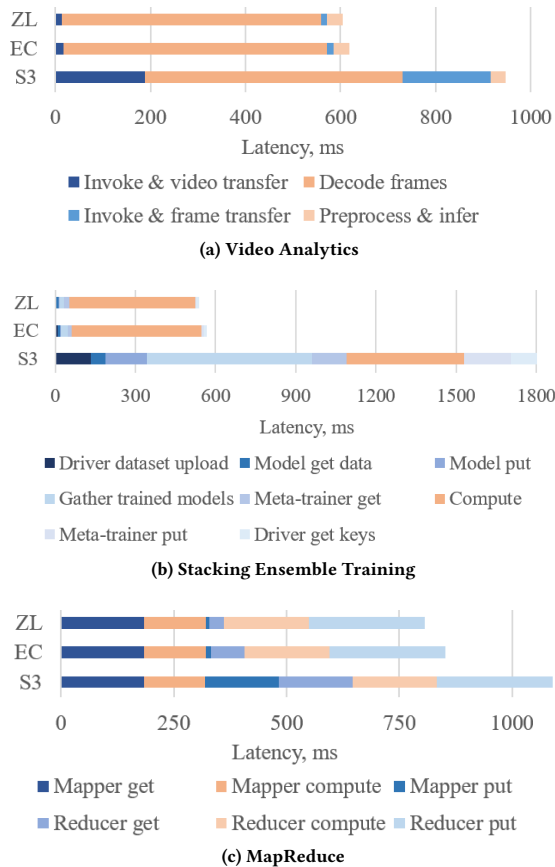 ZL
EC
S3
0 200 400 600 800 1000
Latency, ms
Invoke & video transfer Decode frames
Invoke & frame transfer Preprocess & infer
(a) Video Analytics
ZL
EC
S3
0 300 600 900 1200 1500 1800
Latency, ms
Driver dataset upload Model get data Model put
Gather trained models Meta-trainer get Compute
Meta-trainer put Driver get keys
(b) Stacking Ensemble Training
ZL
EC
S3
0 250 500 750 1000
Latency, ms
Mapper get Mapper compute Mapper put
Reducer get Reducer compute Reducer put
(c) MapReduce